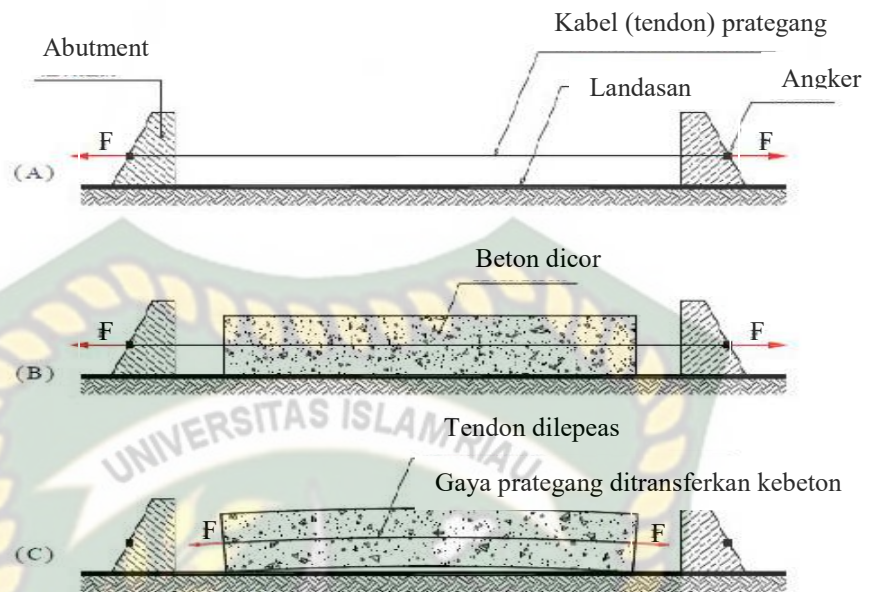 Kabel (tendon) prategang
Abutment
Landasan
Angker
F
F
(A)
Beton dicor
F
F
(B)
UNIVERSITAS ISLAM RIAU
Tendon dilepeas
Gaya prategang ditransferkan kebeton
F
F
(C)